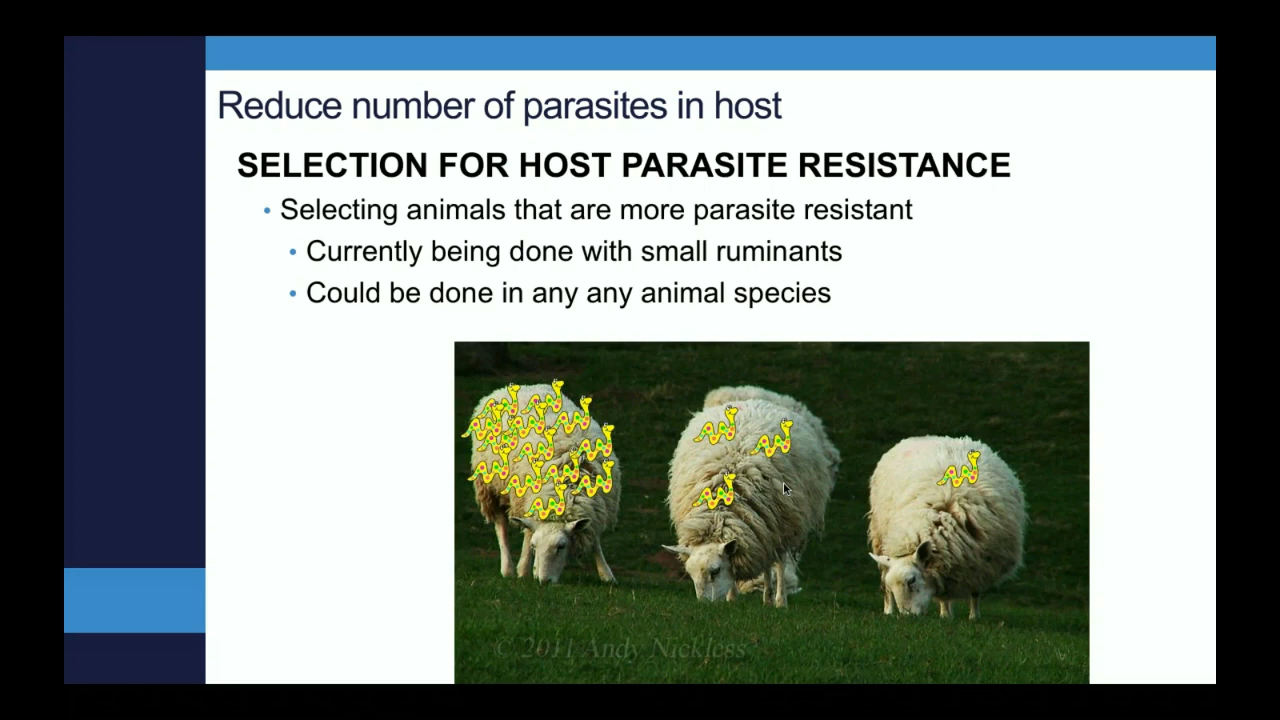 Reduce number of parasites in host
SELECTION FOR HOST PARASITE RESISTANCE
• Selecting animals that are more parasite resistant
• Currently being done with small ruminants
• Could be done in any any animal species
© 2011 Andy Nickless